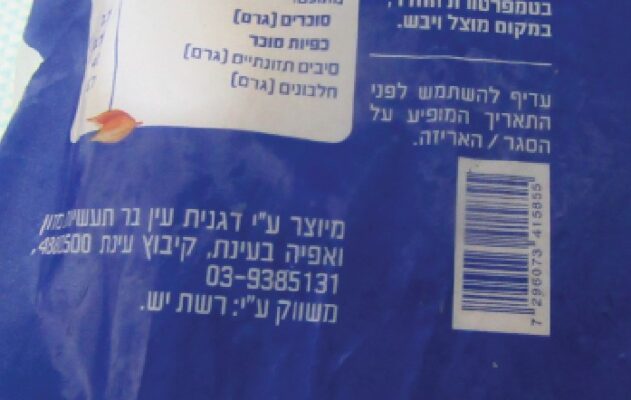 בטמפרטורת החדר,
במקום מוצל ויבש.
עדיף להשתמש לפני
התאריך המופיע על
הסגר / האריזה.
סוכרים (גרם)
כפיות סוכר
סיבים תזונתיים (גרם)
חלבונים (גרם)
מיוצר ע"י דגנית עין בר תעשיות מזון
ואפיה בעינת, קיבוץ עינת 4880500,
03-9385131
משווק ע"י: רשת יש.
7 296073 415855